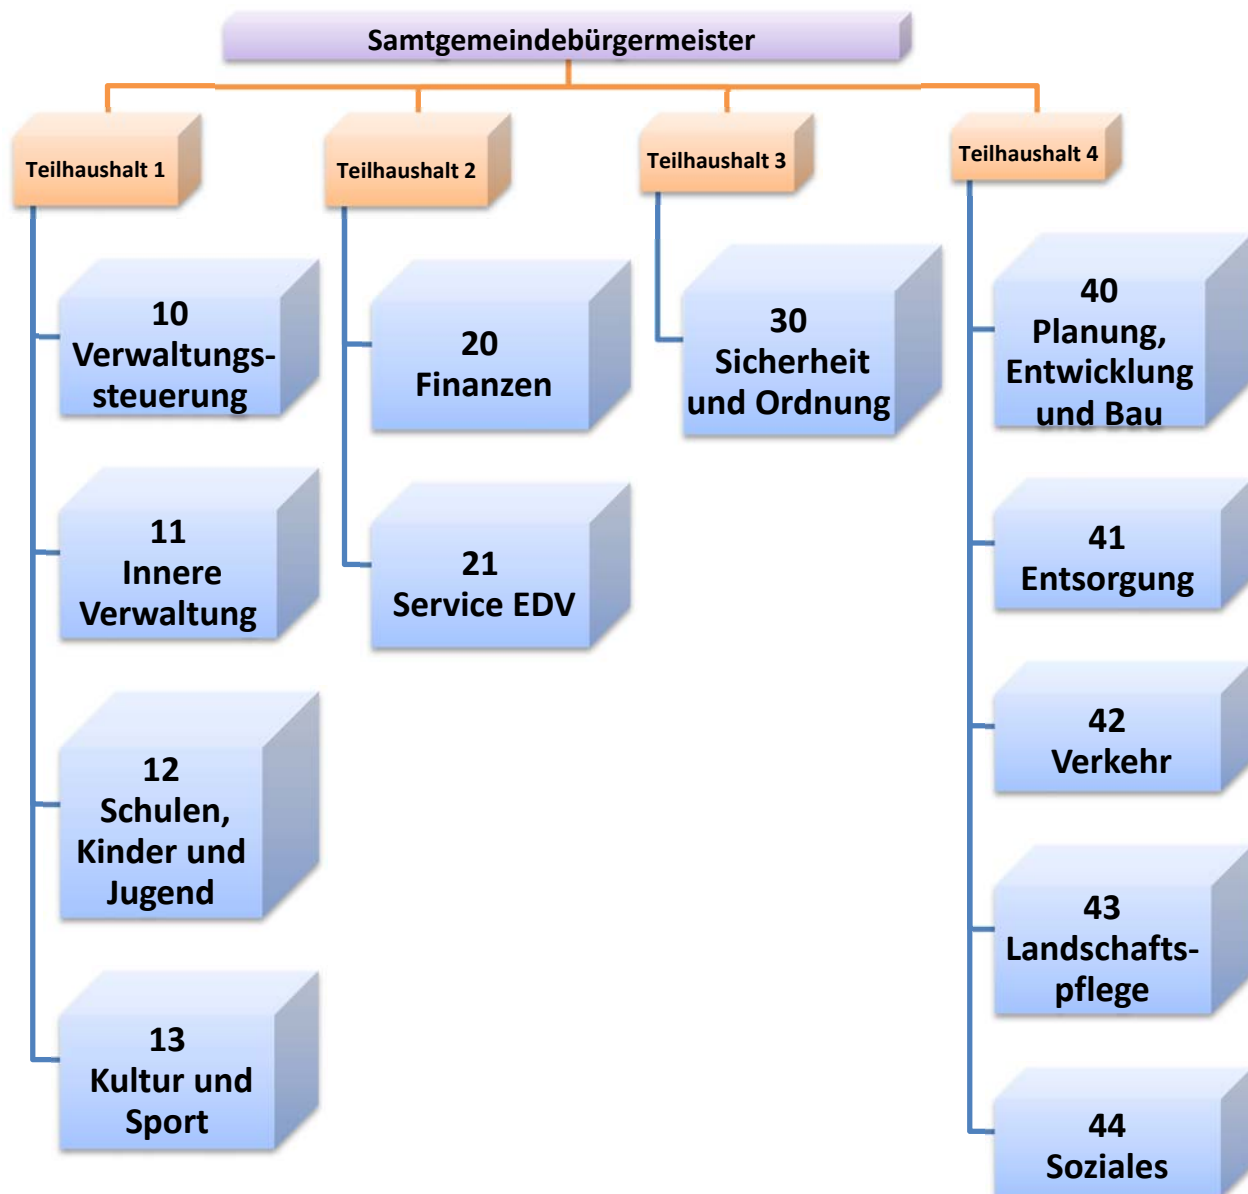 Samtgemeindebürgermeister
Teilhaushalt 1
Teilhaushalt 2
Teilhaushalt 3
Teilhaushalt 4
10
Verwaltungs-
steuerung
11
Innere
Verwaltung
12
Schulen,
Kinder und
Jugend
13
Kultur und
Sport
20
Finanzen
21
Service EDV
30
Sicherheit
und Ordnung
40
Planung,
Entwicklung
und Bau
41
Entsorgung
42
Verkehr
43
Landschafts-
pflege
44
Soziales